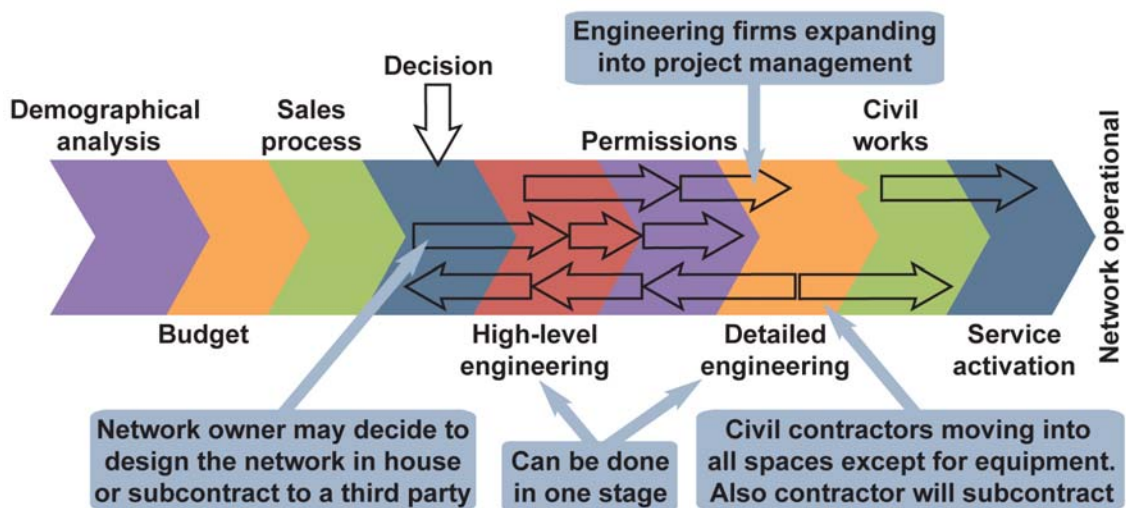 Engineering firms expanding
into project management
Decision
Demographical
analysis
Sales
process
Permissions
Civil
works
Network operational
Budget
High-level
engineering
Detailed
engineering
Service
activation
Network owner may decide to
design the network in house
or subcontract to a third party
Can be done
in one stage
Civil contractors moving into
all spaces except for equipment.
Also contractor will subcontract